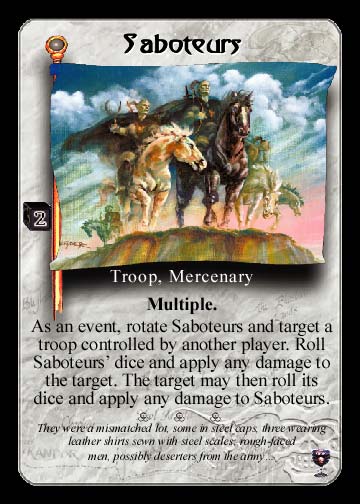 Saboteurs
2
Troop, Mercenary
Multiple.
As an event, rotate Saboteurs and target a
troop controlled by another player. Roll
Saboteurs' dice and apply any damage to
the target. The target may then roll its
dice and apply any damage to Saboteurs.
They were a mismatched lot, some in steel caps, three wearing
leather shirts sewn with steel scales; rough-faced
men, possibly deserters from the army...